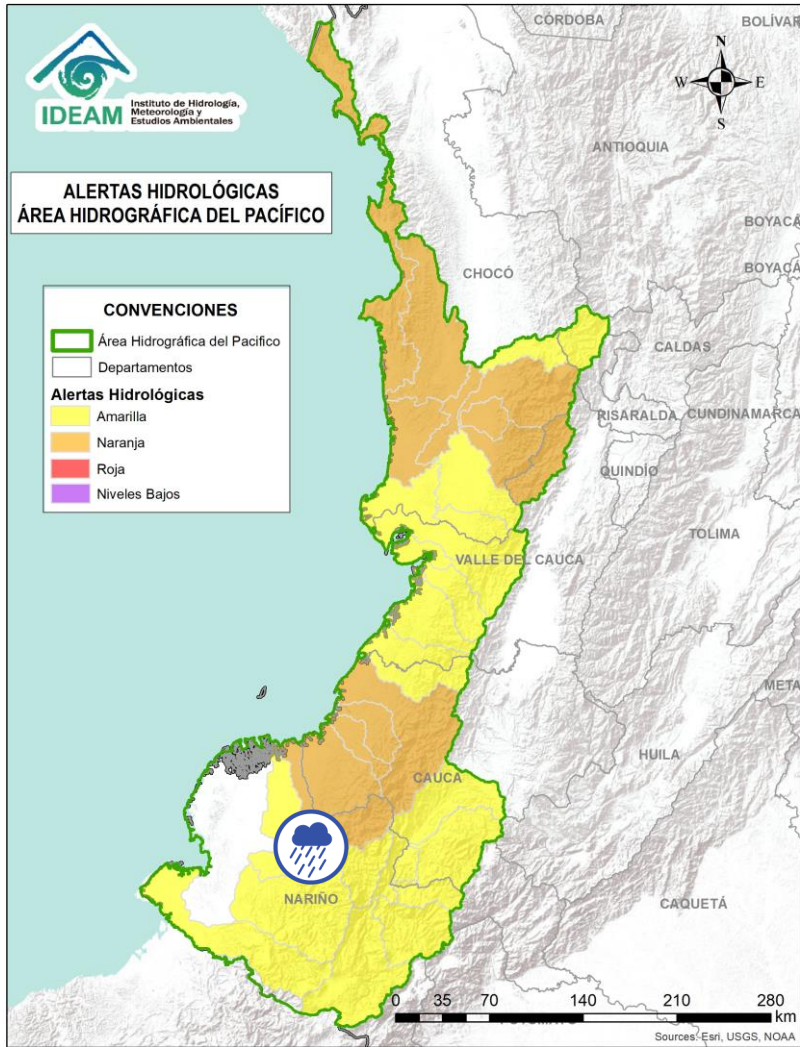 IDEAM
Instituto de Hidrología,
Meteorología y
Estudios Ambientales
ALERTAS HIDROLÓGICAS
ÁREA HIDROGRÁFICA DEL PACÍFICO
CONVENCIONES
Área Hidrográfica del Pacifico
Departamentos
Alertas Hidrológicas
Amarilla
Naranja
Roja
Niveles Bajos
CÓRDOBA
BOLÍVAR
N
W E
S
ANTIOQUIA
BOYACÁ
CHOCÓ
BOYACÁ
CALDAS
RISARALDA
CUNDINAMARCA
QUINDÍO
TOLIMA
VALLE DEL CAUCA
META
HUILA
CAUCA
NARIÑO
CAQUETÁ
0 35 70 140 210 280
km
Sources: Esri, USGS, NOAA